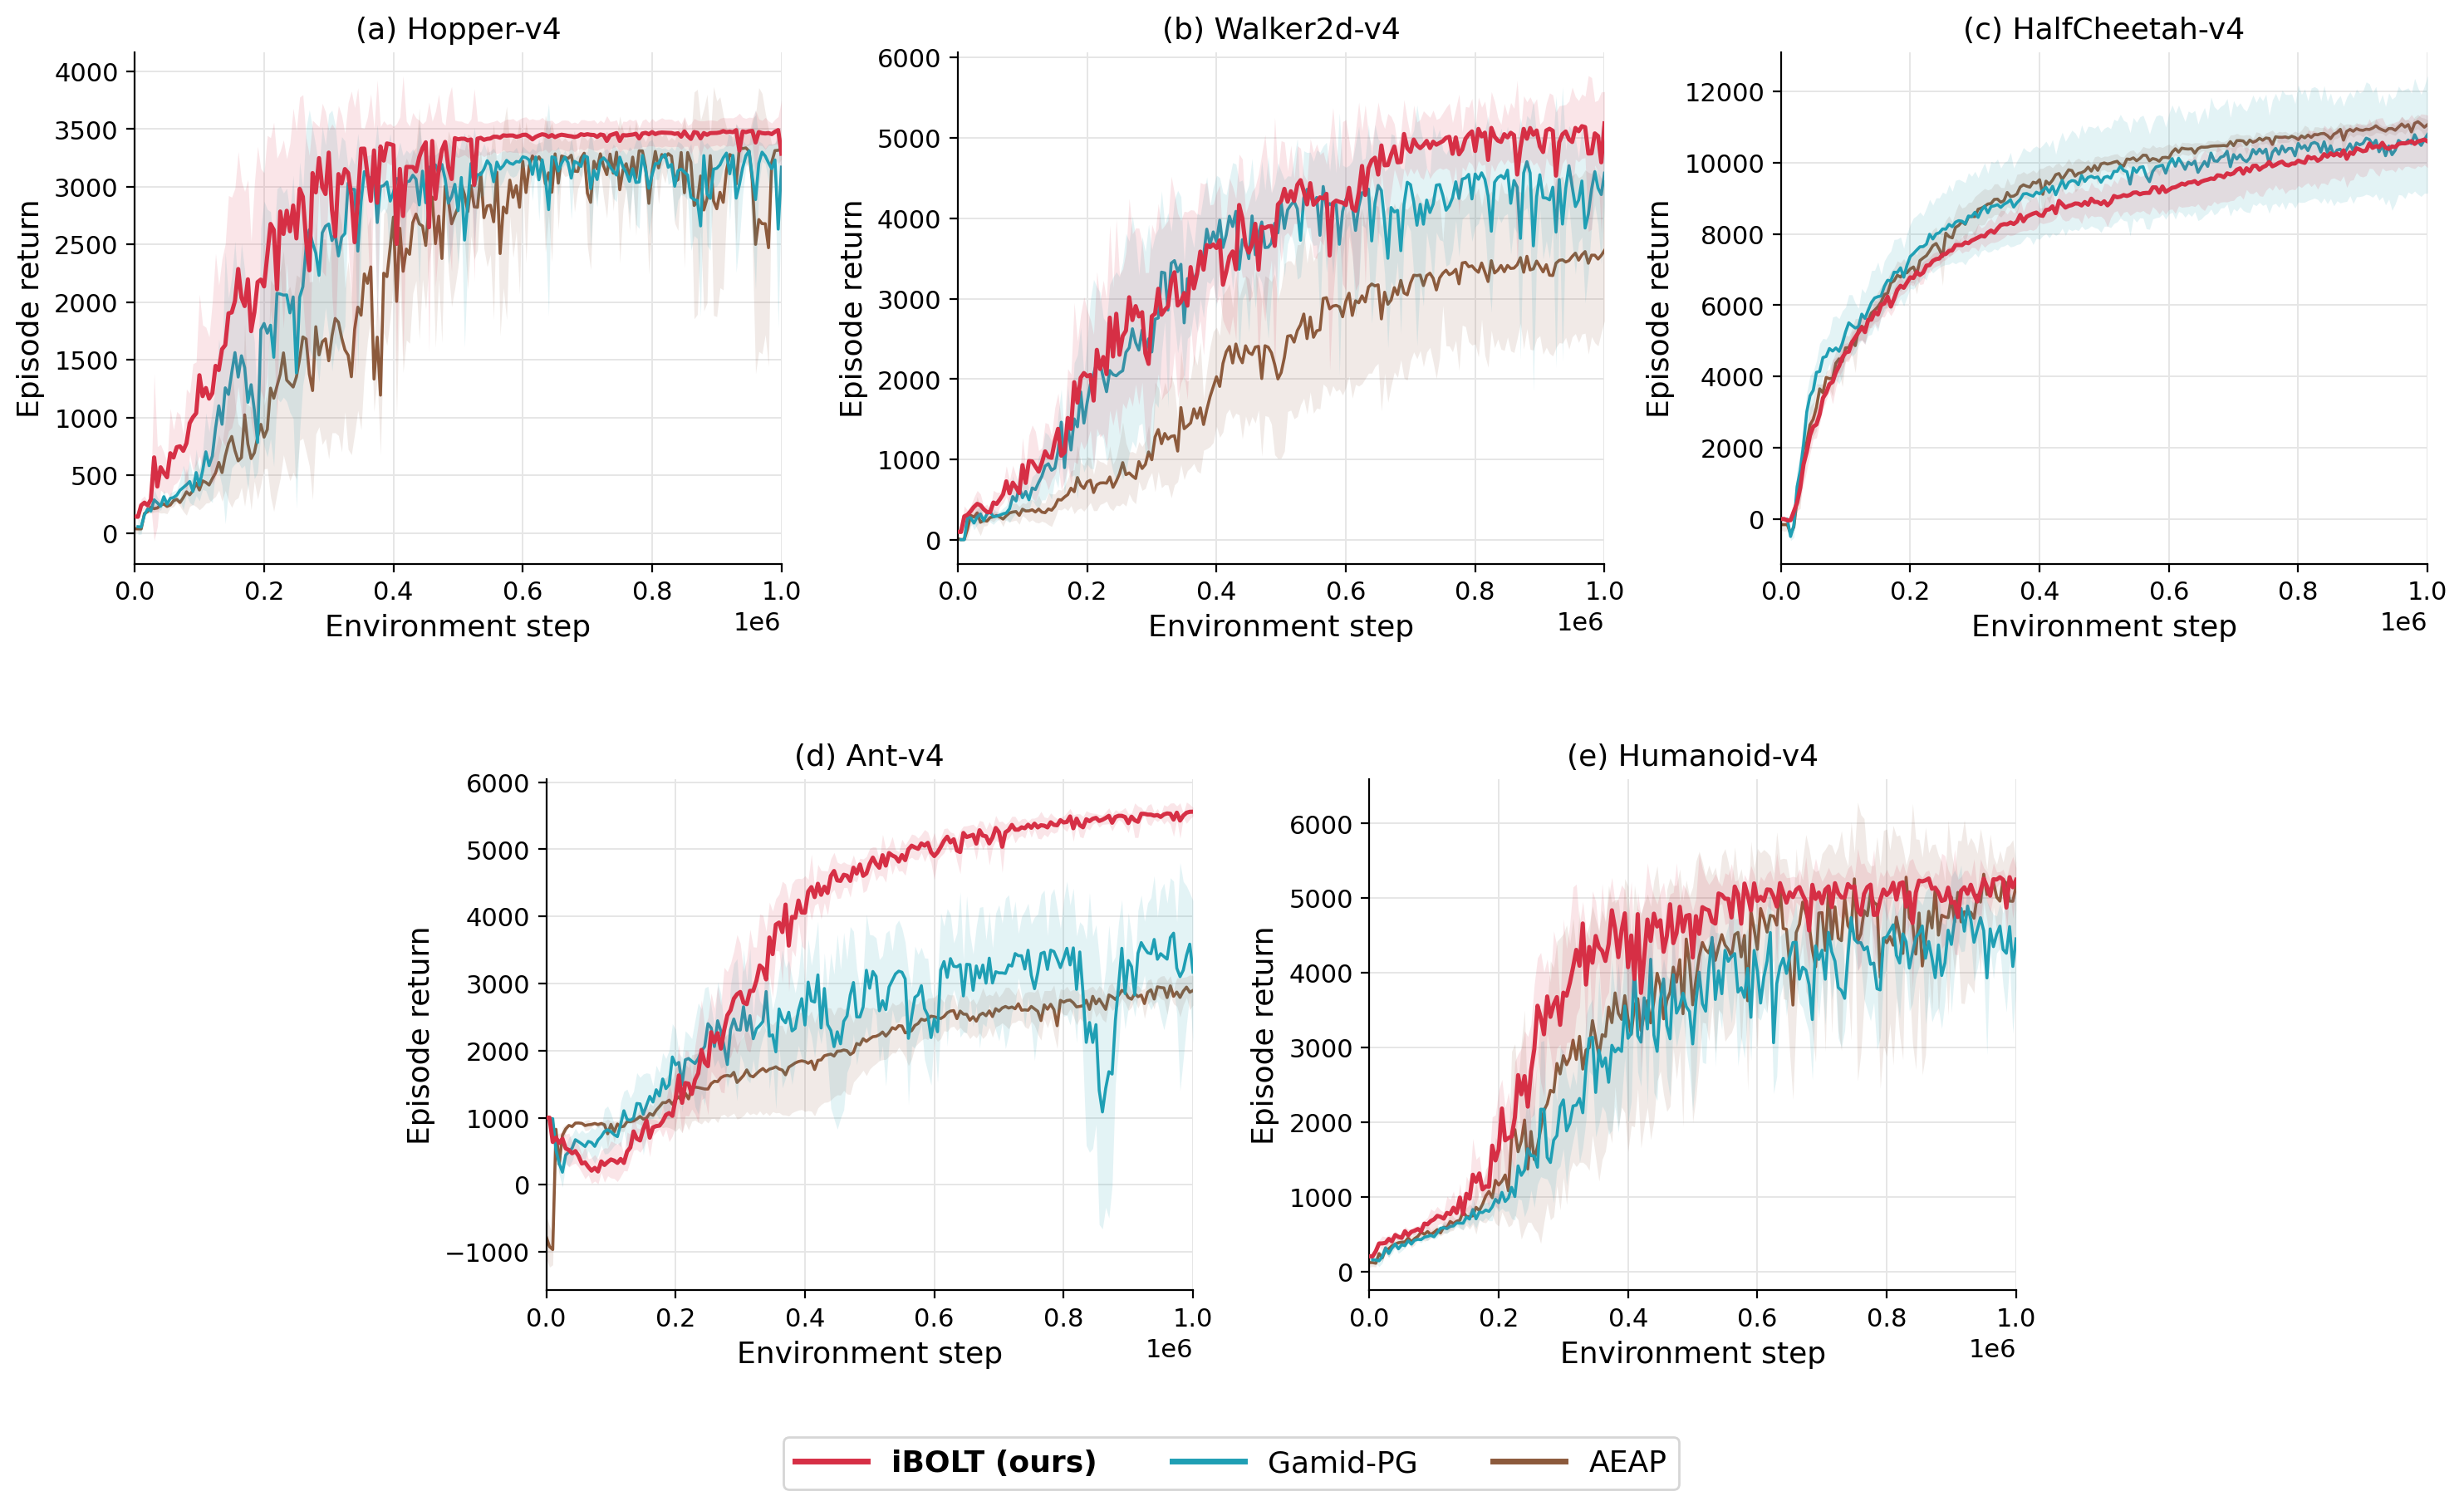 (a) Hopper-v4
4000
3500
3000
2500
2000
1500
1000
500
0
Episode return
0.0 0.2 0.4 0.6 0.8 1.0
Environment step
1e6
(b) Walker2d-v4
6000
5000
4000
3000
2000
1000
0
Episode return
0.0 0.2 0.4 0.6 0.8 1.0
Environment step
1e6
(c) HalfCheetah-v4
12000
10000
8000
6000
4000
2000
0
Episode return
0.0 0.2 0.4 0.6 0.8 1.0
Environment step
1e6
(d) Ant-v4
6000
5000
4000
3000
2000
1000
0
−1000
Episode return
0.0 0.2 0.4 0.6 0.8 1.0
Environment step
1e6
(e) Humanoid-v4
6000
5000
4000
3000
2000
1000
0
Episode return
0.0 0.2 0.4 0.6 0.8 1.0
Environment step
1e6
iBOLT (ours) Gamid-PG AEAP